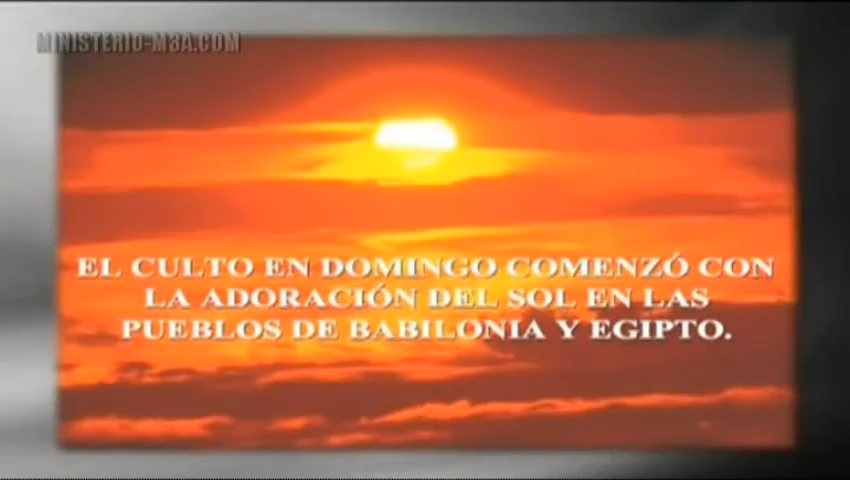 MINISTERIO-M3A.COM
EL CULTO EN DOMINGO COMENZÓ CON
LA ADORACIÓN DEL SOL EN LAS
PUEBLOS DE BABILONIA Y EGIPTO.